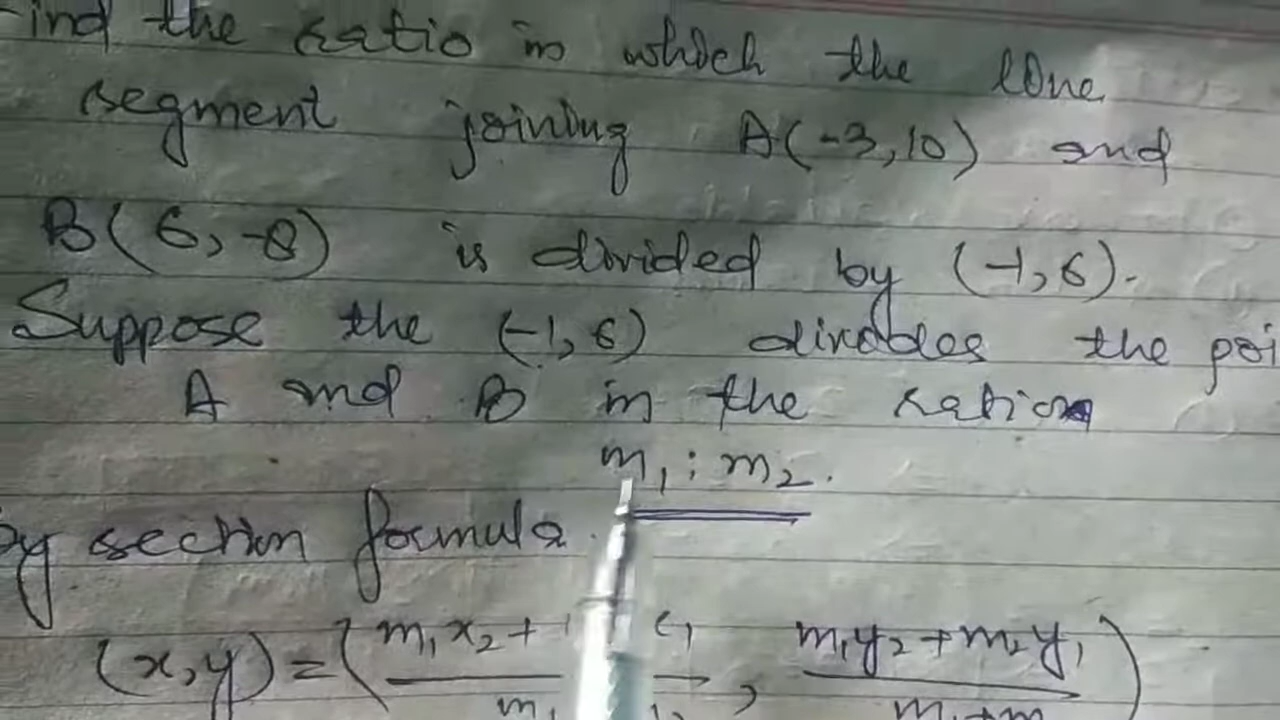 ind the ratio in which the line
segment joining A(-3,10) and
B(6,-8) is divided by (-1,6).
Suppose the (-1,6) divides the poi
A and B in the ratio
m₁ : m₂.
By section formula.
(x,y) = ( m₁x₂ + , m₁y₂ + m₂y₁ )
m₁ m₁+m